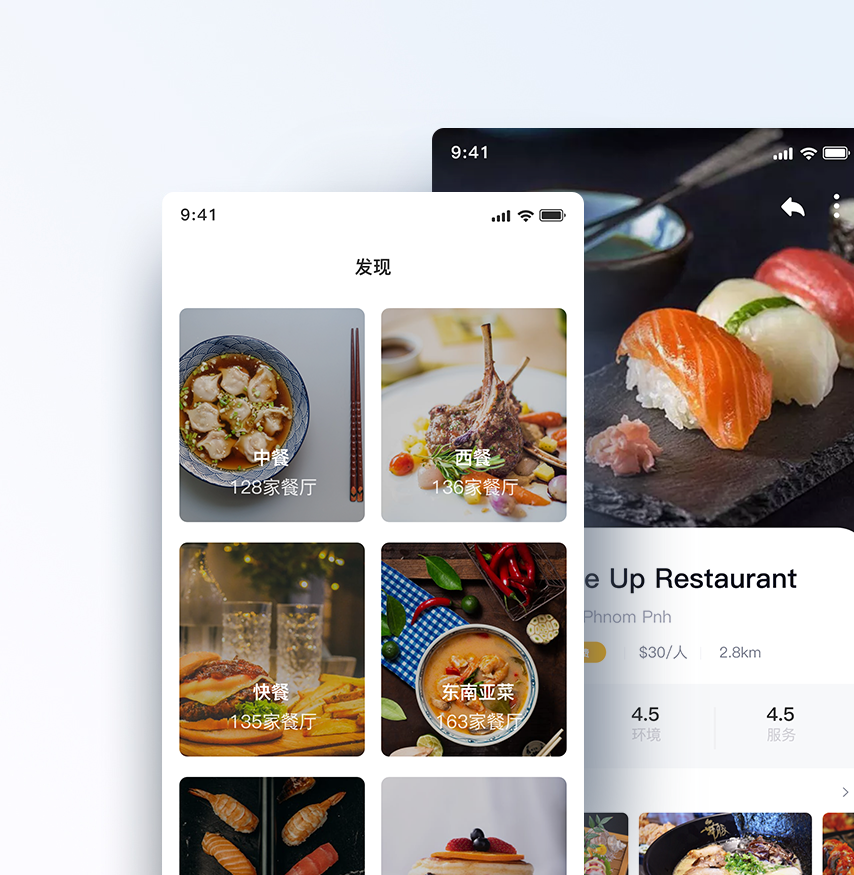 9:41
发现
中餐
128家餐厅
西餐
136家餐厅
快餐
135家餐厅
东南亚菜
163家餐厅
9:41
e Up Restaurant
Phnom Pnh
$30/人
2.8km
4.5
环境
4.5
服务